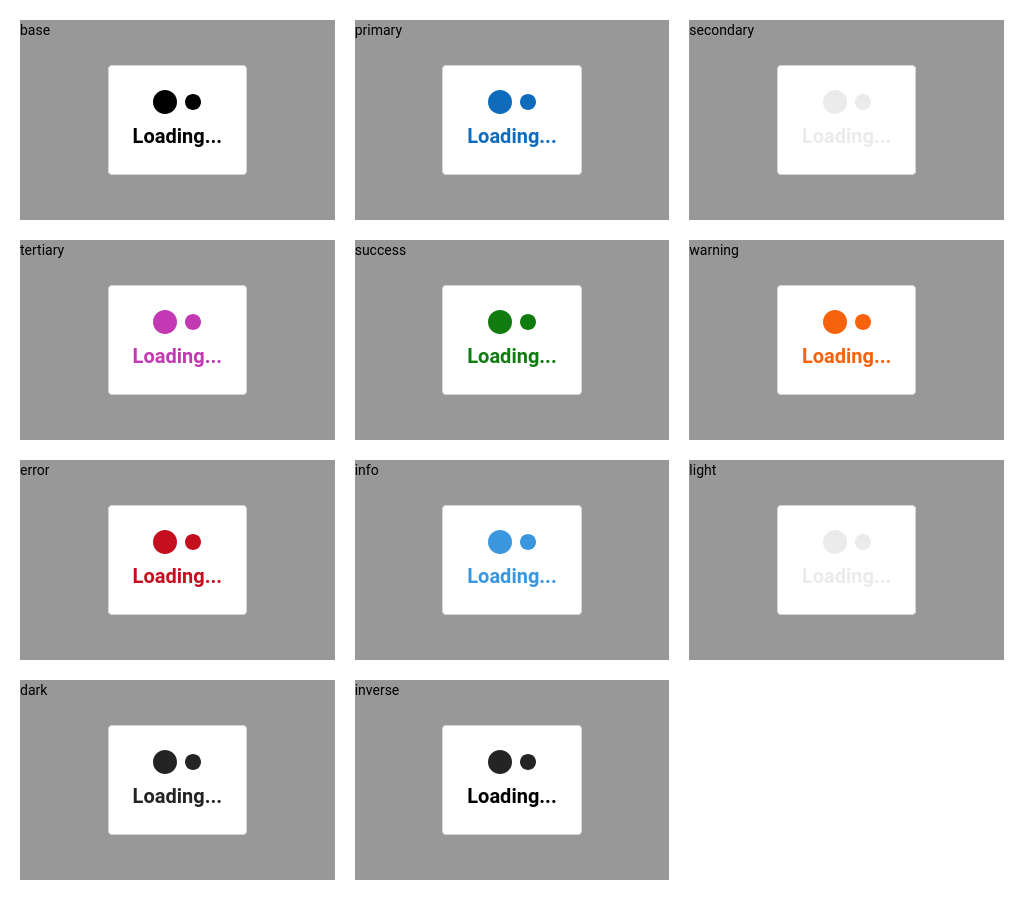 base
primary
secondary
Loading...
Loading...
Loading...
tertiary
success
warning
Loading...
Loading...
Loading...
error
info
light
Loading...
Loading...
Loading...
dark
inverse
Loading...
Loading...